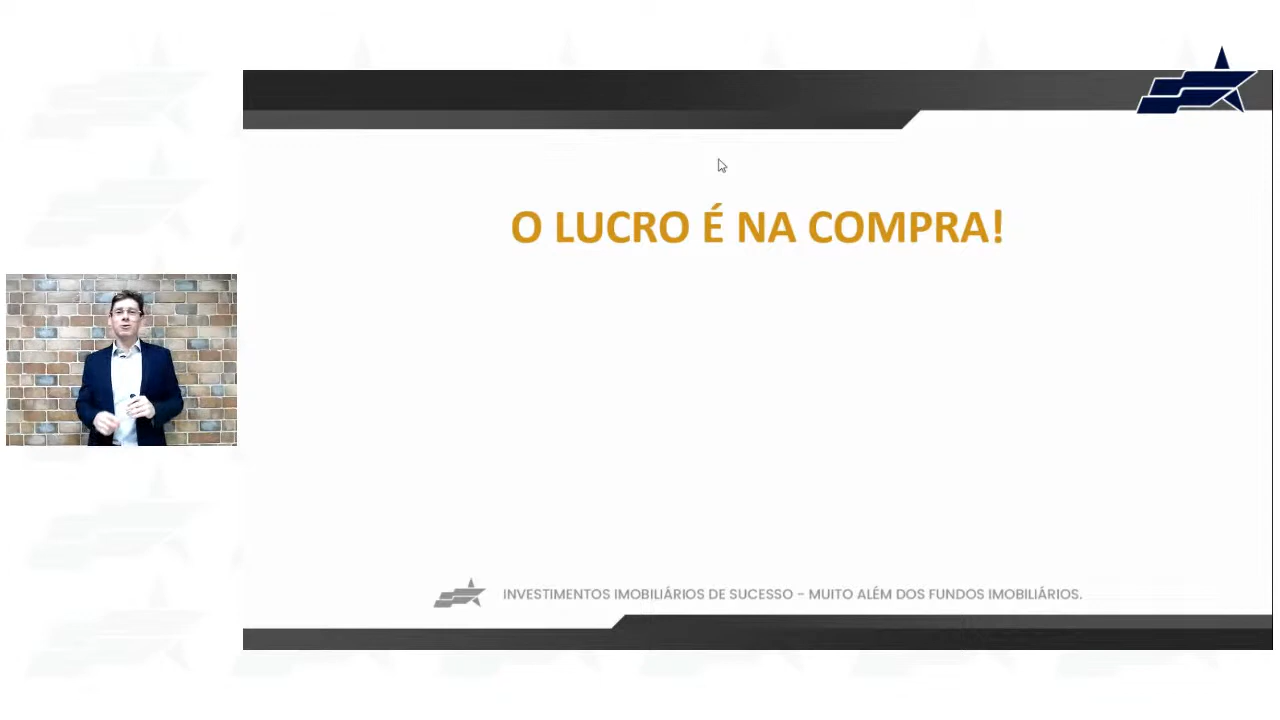 O LUCRO É NA COMPRA!
INVESTIMENTOS IMOBILIÁRIOS DE SUCESSO - MUITO ALÉM DOS FUNDOS IMOBILIÁRIOS.